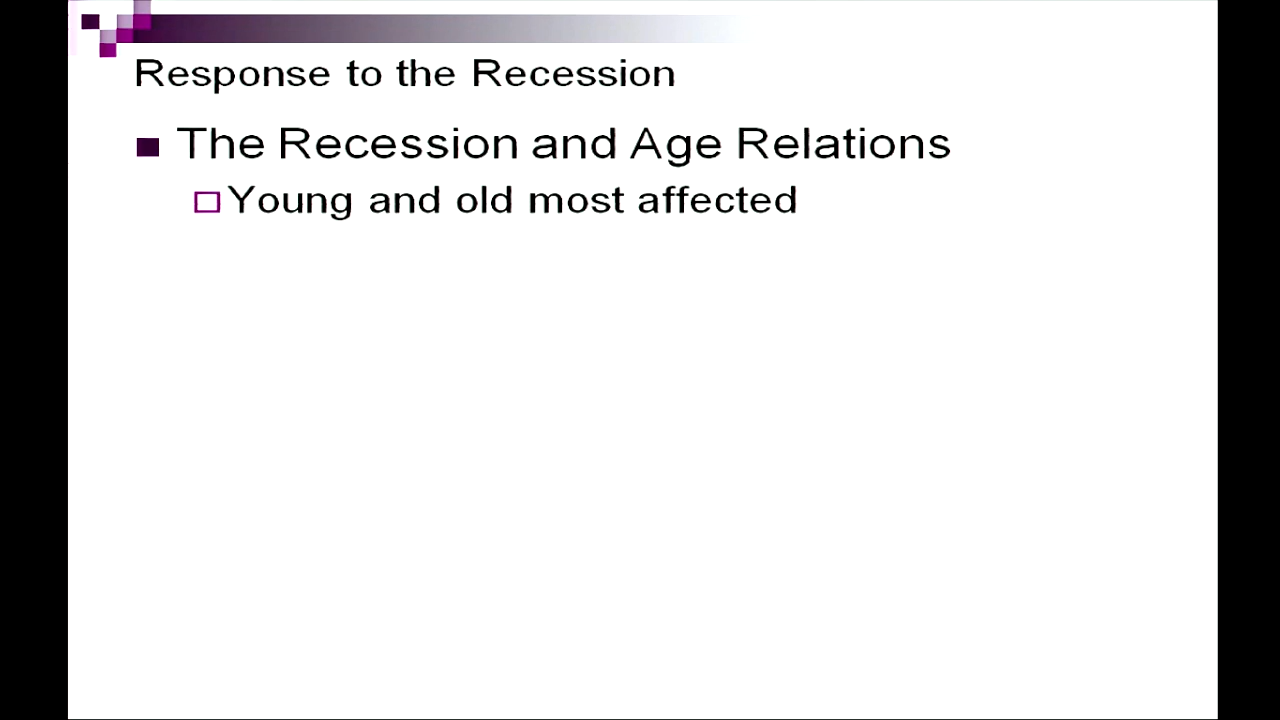 Response to the Recession
The Recession and Age Relations
Young and old most affected